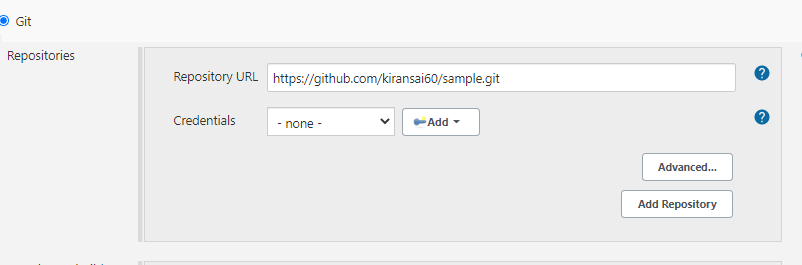 Git
Repositories
Repository URL
https://github.com/kiransai60/sample.git
?
Credentials
- none -
Add
?
Advanced...
Add Repository